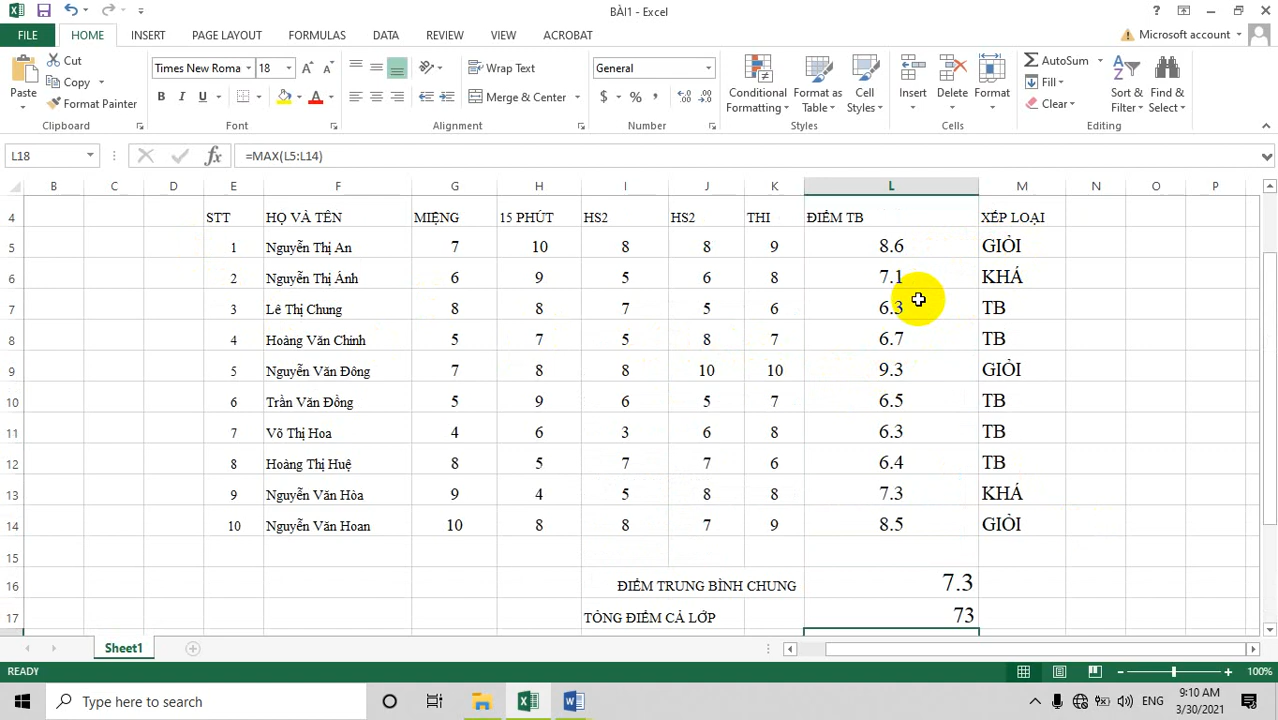 BÀI1 - Excel
FILE HOME INSERT PAGE LAYOUT FORMULAS DATA REVIEW VIEW ACROBAT Microsoft account
Paste Cut Copy Format Painter
Times New Roma 18 Wrap Text Merge & Center General
Conditional Formatting Format as Table Cell Styles Insert Delete Format AutoSum Fill Clear Sort & Filter Find & Select
Clipboard Font Alignment Number Styles Cells Editing
L18 =MAX(L5:L14)
B C D E F G H I J K L M N O P
4 STT HỌ VÀ TÊN MIỆNG 15 PHÚT HS2 HS2 THI ĐIỂM TB XẾP LOẠI
5 1 Nguyễn Thị An 7 10 8 8 9 8.6 GIỎI
6 2 Nguyễn Thị Ánh 6 9 5 6 8 7.1 KHÁ
7 3 Lê Thị Chung 8 8 7 5 6 6.3 TB
8 4 Hoàng Văn Chinh 5 7 5 8 7 6.7 TB
9 5 Nguyễn Văn Đông 7 8 8 10 10 9.3 GIỎI
10 6 Trần Văn Đồng 5 9 6 5 7 6.5 TB
11 7 Võ Thị Hoa 4 6 3 6 8 6.3 TB
12 8 Hoàng Thị Huệ 8 5 7 7 6 6.4 TB
13 9 Nguyễn Văn Hòa 9 4 5 8 8 7.3 KHÁ
14 10 Nguyễn Văn Hoan 10 8 8 7 9 8.5 GIỎI
15
16 ĐIỂM TRUNG BÌNH CHUNG 7.3
17 TỔNG ĐIỂM CẢ LỚP 73
Sheet1
READY 100%
Type here to search ENG 9:10 AM
3/30/2021